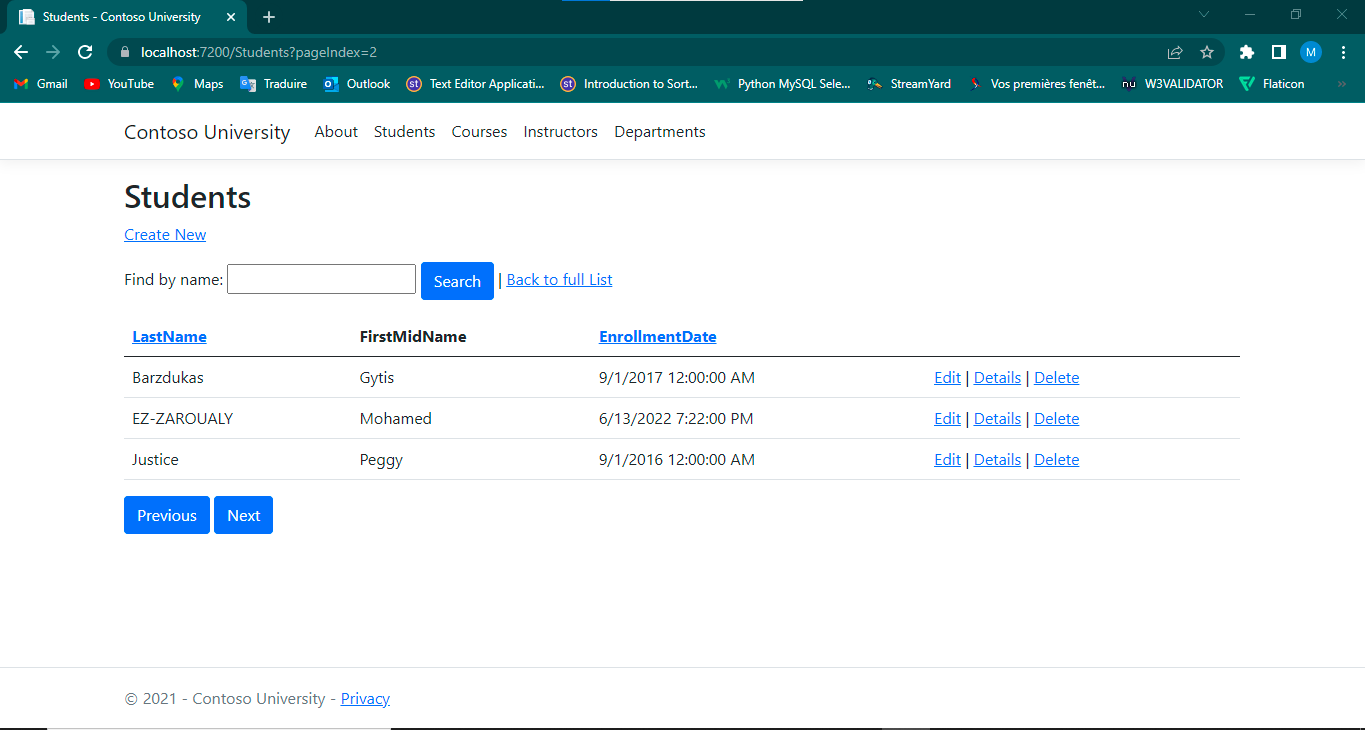 Students - Contoso University
localhost:7200/Students?pageIndex=2
M
Gmail YouTube Maps Traduire Outlook Text Editor Applicati... Introduction to Sort... Python MySQL Sele... StreamYard Vos premières fenêt... W3VALIDATOR Flaticon »
Contoso University About Students Courses Instructors Departments
Students
Create New
Find by name: Search | Back to full List
LastName FirstMidName EnrollmentDate
Barzdukas Gytis 9/1/2017 12:00:00 AM Edit | Details | Delete
EZ-ZAROUALY Mohamed 6/13/2022 7:22:00 PM Edit | Details | Delete
Justice Peggy 9/1/2016 12:00:00 AM Edit | Details | Delete
Previous Next
© 2021 - Contoso University - Privacy